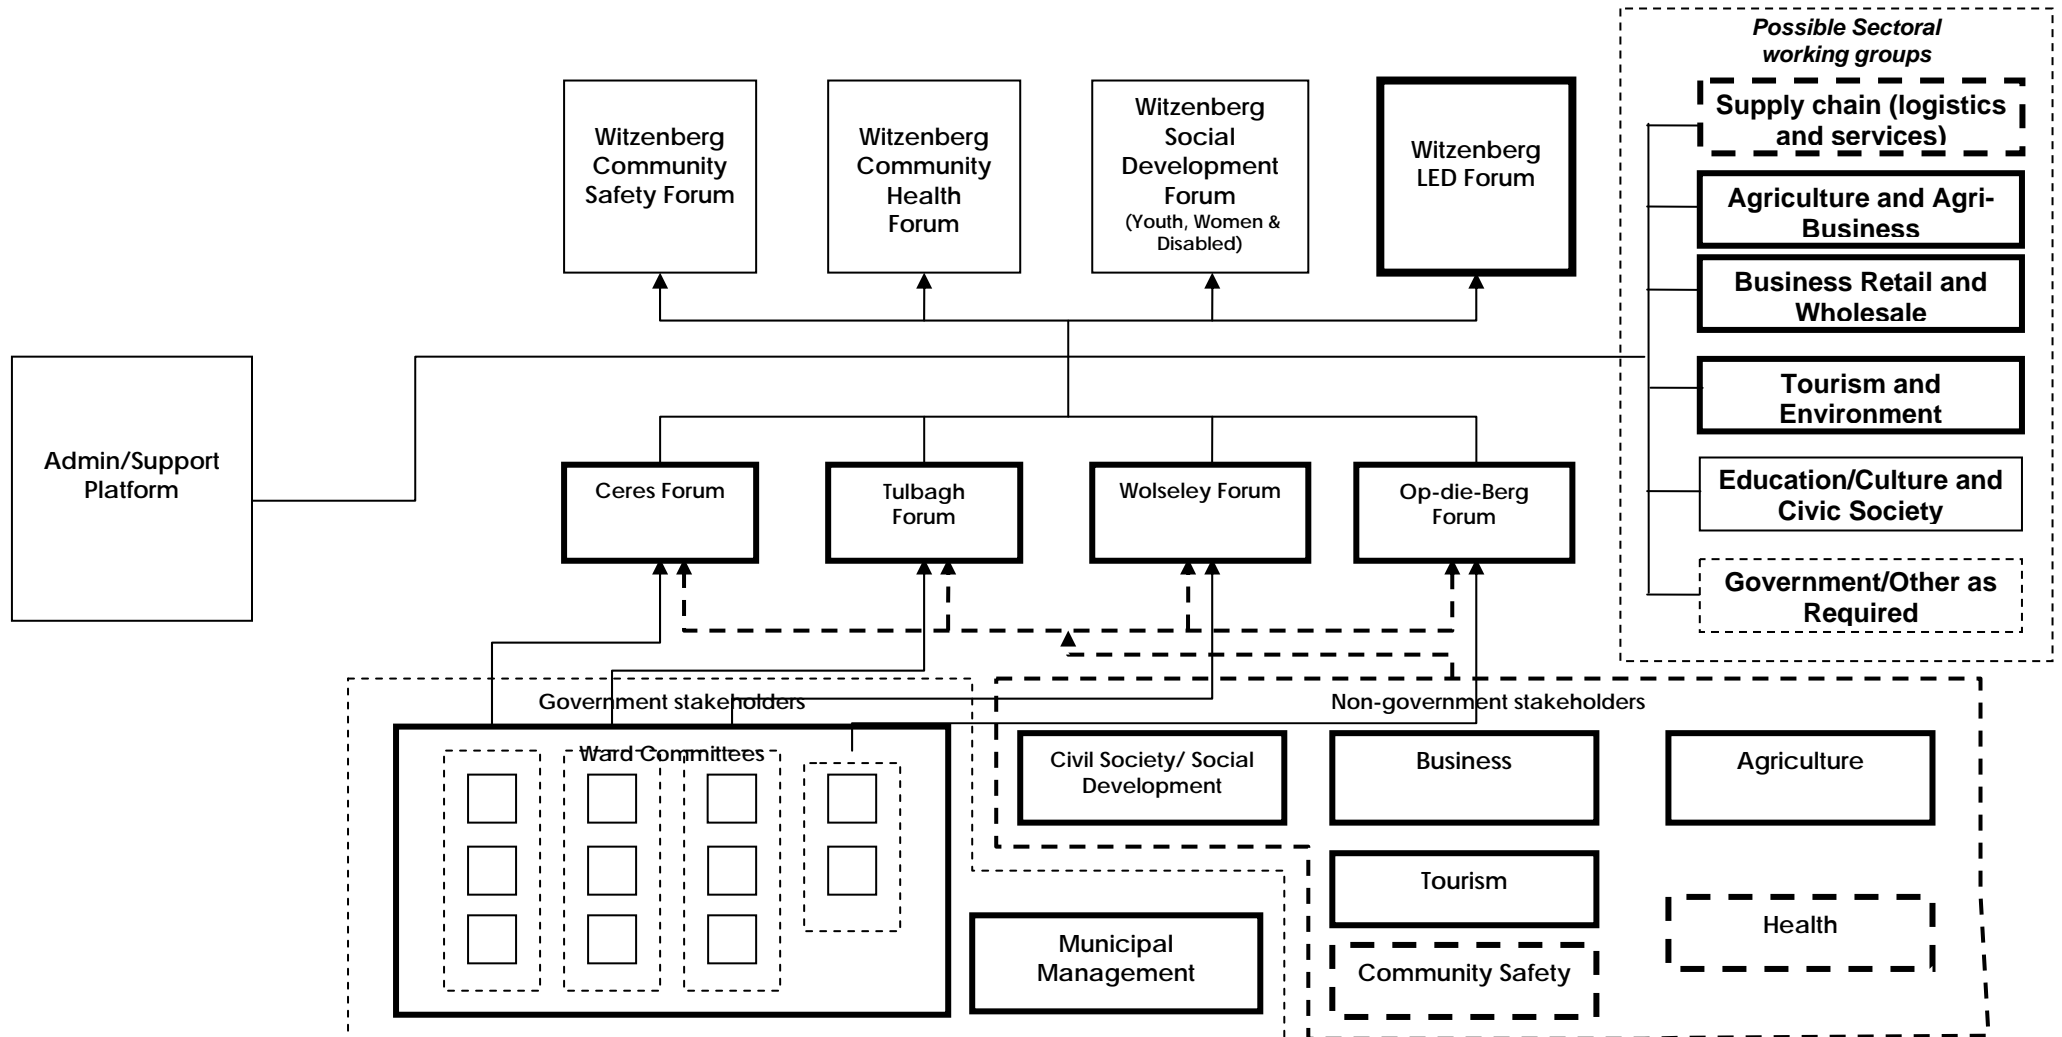 Possible Sectoral
working groups
Supply chain (logistics
and services)
Agriculture and Agri-
Business
Business Retail and
Wholesale
Tourism and
Environment
Education/Culture and
Civic Society
Government/Other as
Required
Witzenberg
Community
Safety Forum
Witzenberg
Community
Health
Forum
Witzenberg
Social
Development
Forum
(Youth, Women &
Disabled)
Witzenberg
LED Forum
Admin/Support
Platform
Ceres Forum
Tulbagh
Forum
Wolseley Forum
Op-die-Berg
Forum
Government stakeholders
Ward Committees
Municipal
Management
Non-government stakeholders
Civil Society/ Social
Development
Business
Agriculture
Tourism
Health
Community Safety